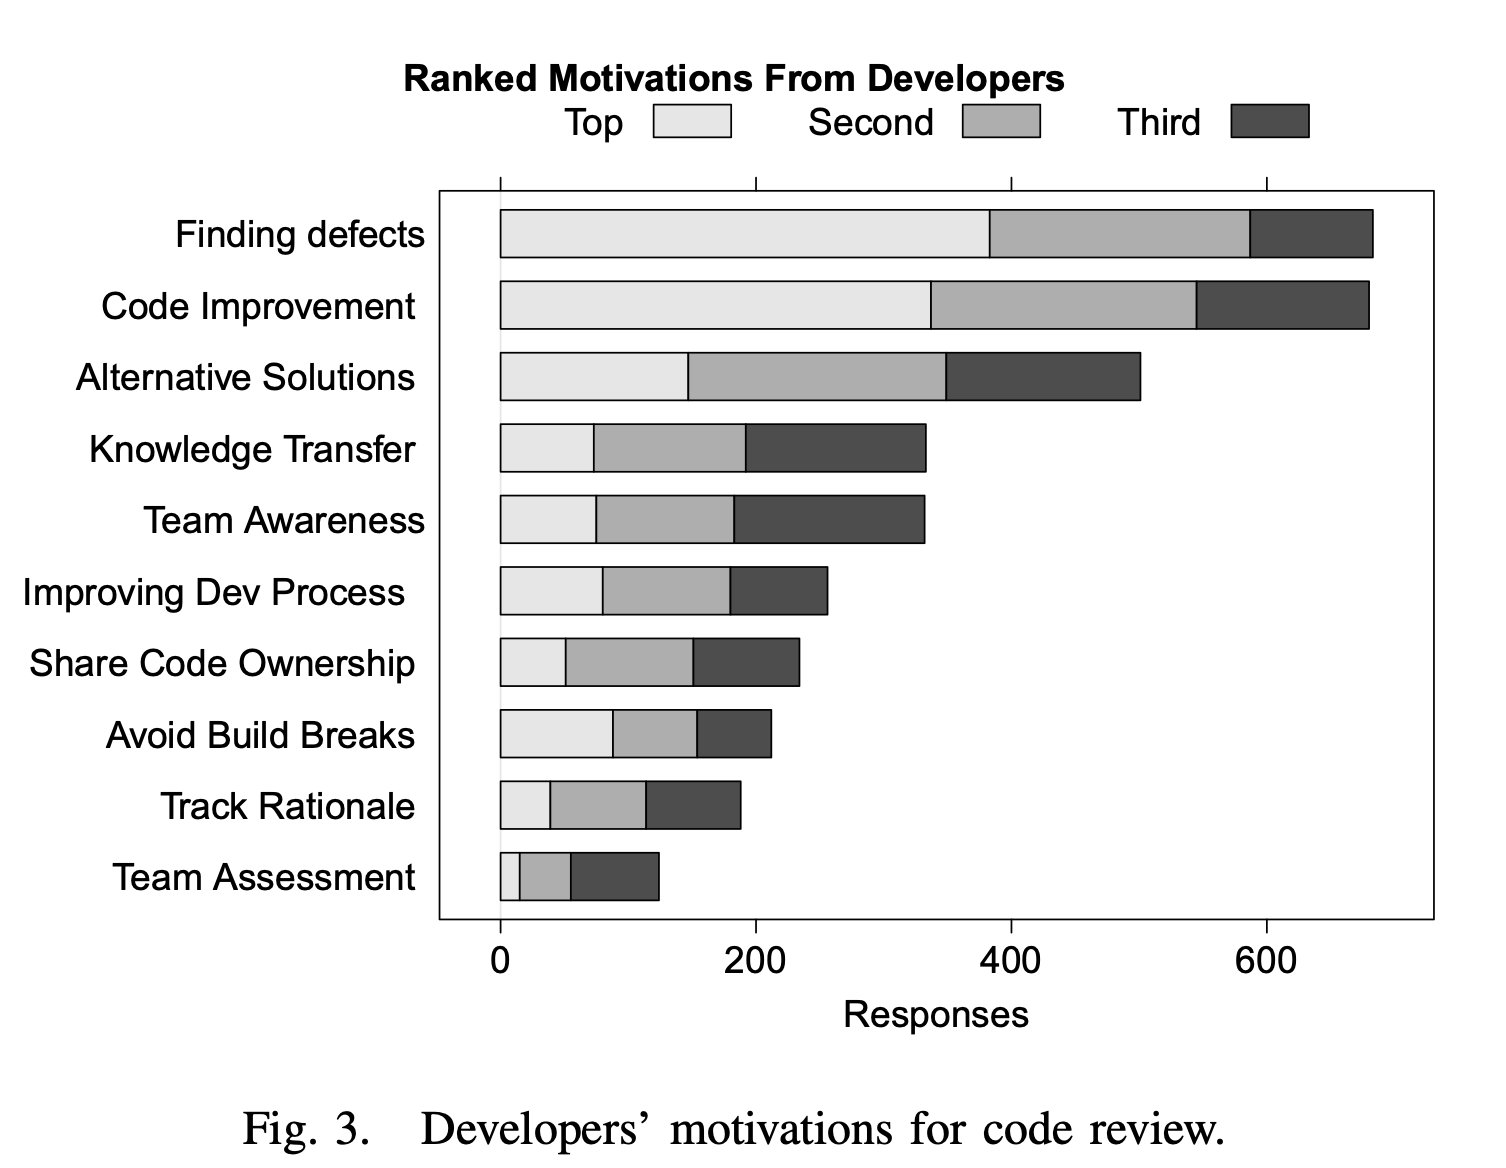 Ranked Motivations From Developers
Top Second Third
Finding defects
Code Improvement
Alternative Solutions
Knowledge Transfer
Team Awareness
Improving Dev Process
Share Code Ownership
Avoid Build Breaks
Track Rationale
Team Assessment
0 200 400 600
Responses
Fig. 3. Developers’ motivations for code review.